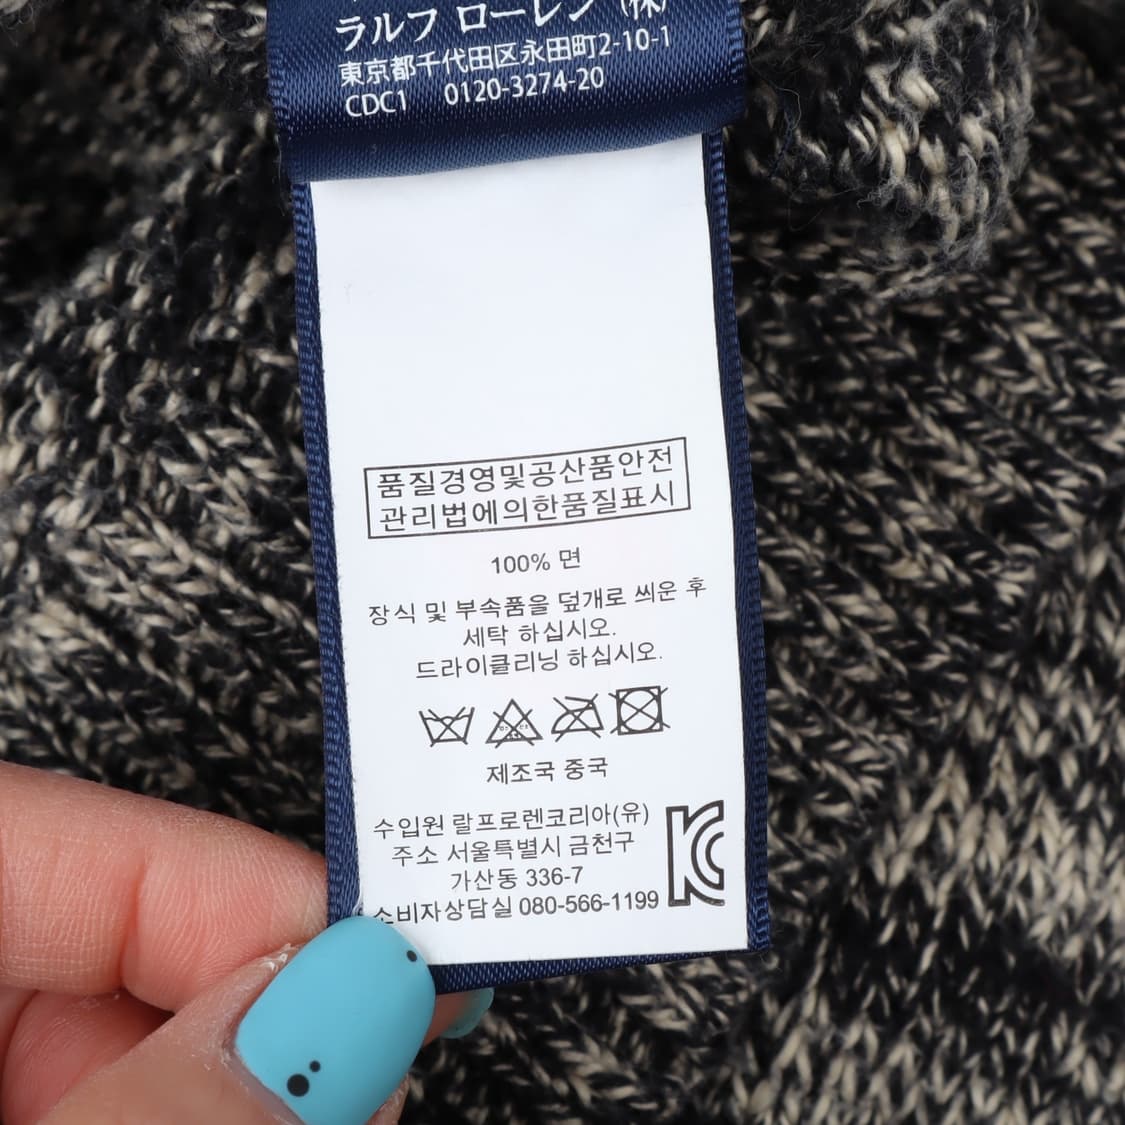 ラルフ ローレン (株)
東京都千代田区永田町2-10-1
CDC1 0120-3274-20
품질경영및공산품안전
관리법에의한품질표시
100% 면
장식 및 부속품을 덮개로 씌운 후
세탁 하십시오.
드라이클리닝 하십시오.
제조국 중국
수입원 랄프로렌코리아(유)
주소 서울특별시 금천구
가산동 336-7
소비자상담실 080-566-1199